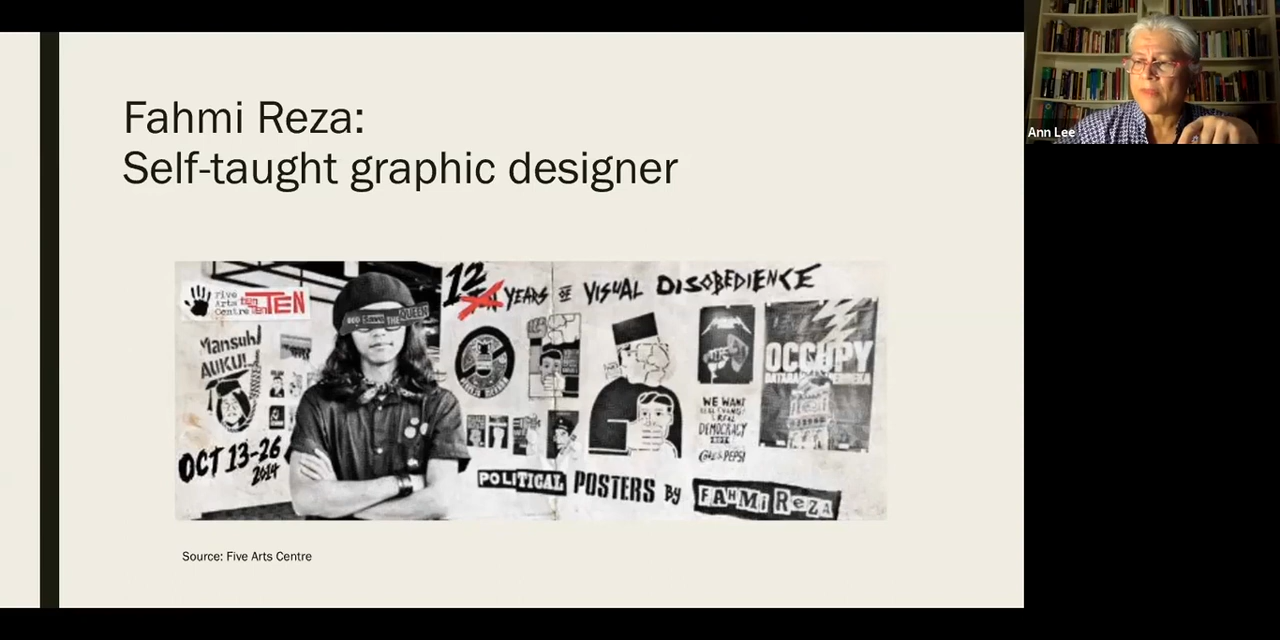 Fahmi Reza:
Self-taught graphic designer
Five
Arts
Centre
TEN
GOD SAVE THE QUEEN
12 YEARS OF VISUAL DISOBEDIENCE
Mansuh!
AUKU!
OCT 13-26
2014
OCCUPY
DATARAN MERDEKA
WE WANT
REAL CHANGE!
REAL
DEMOCRACY
NOT
Coke & PEPSI
POLITICAL POSTERS By FAHMi ReZA
Source: Five Arts Centre
Ann Lee